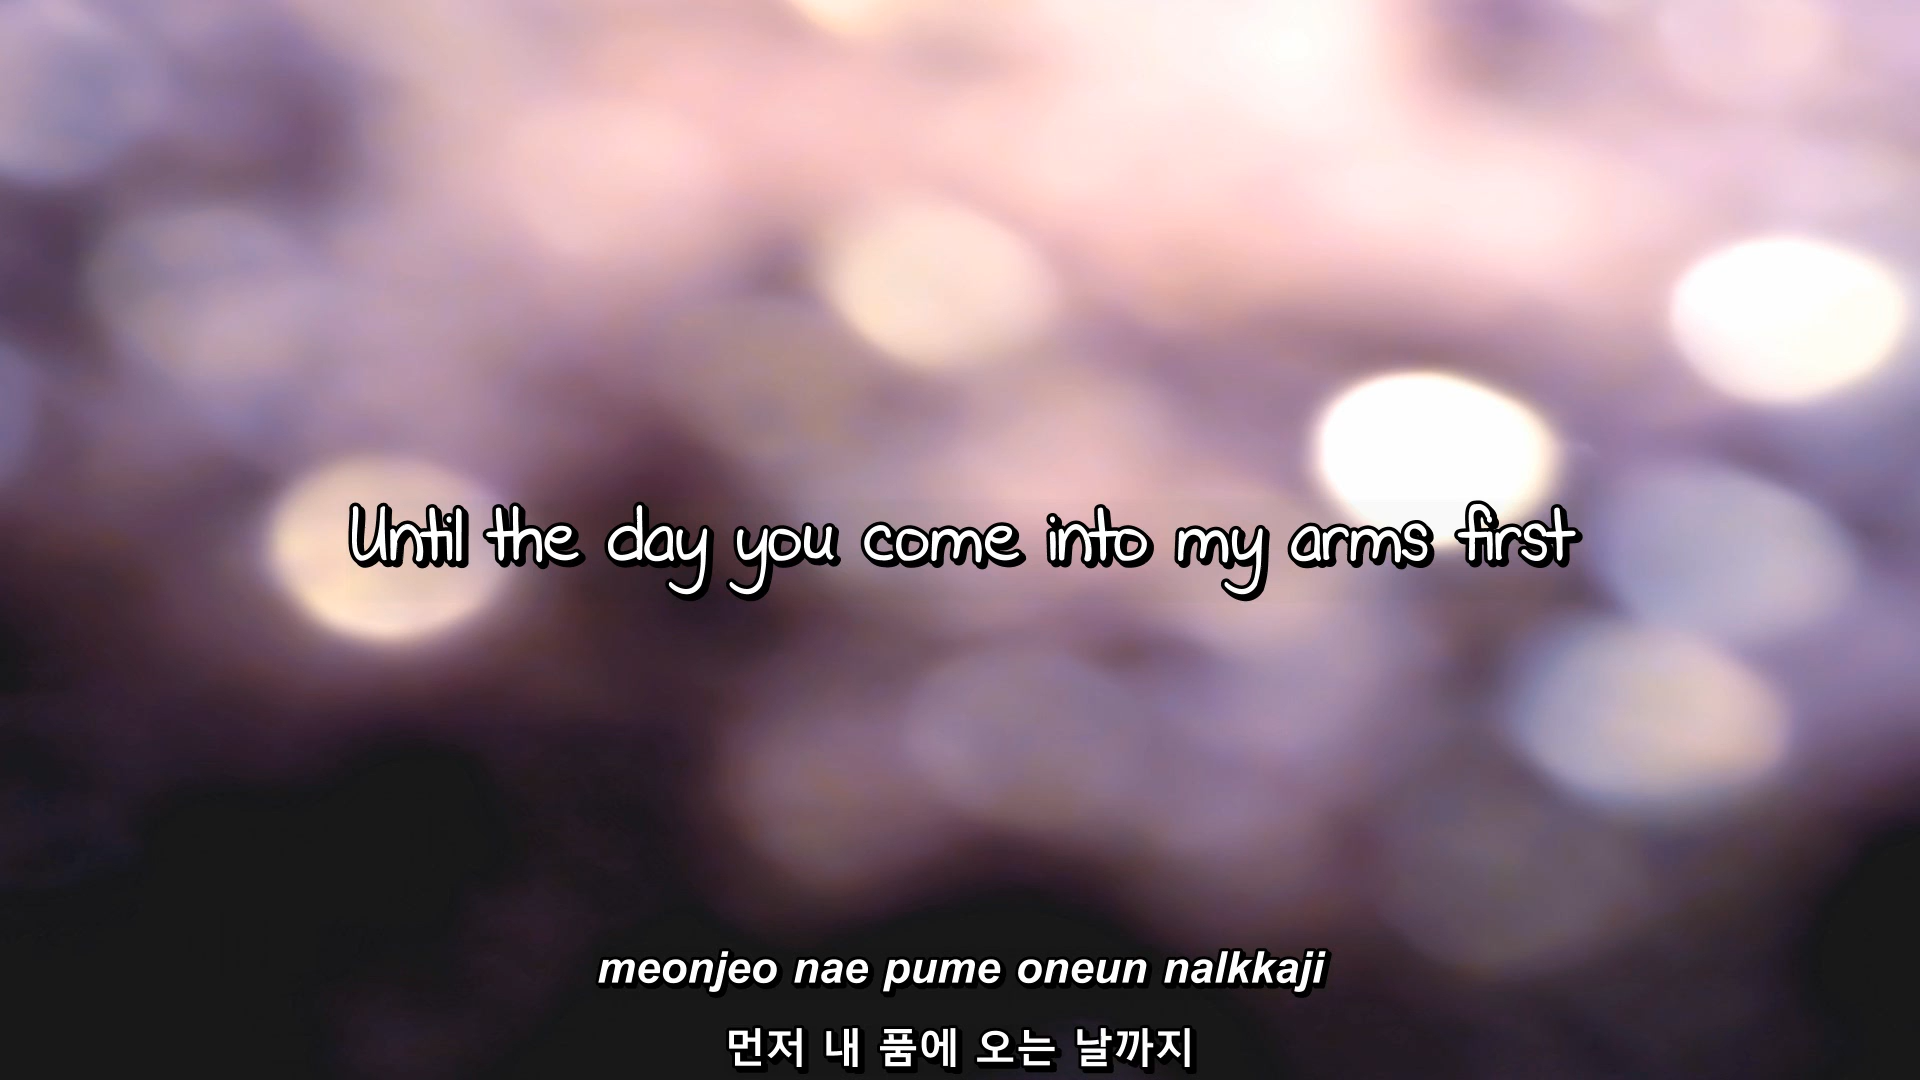 Until the day you come into my arms first
meonjeo nae pume oneun nalkkaji
먼저 내 품에 오는 날까지